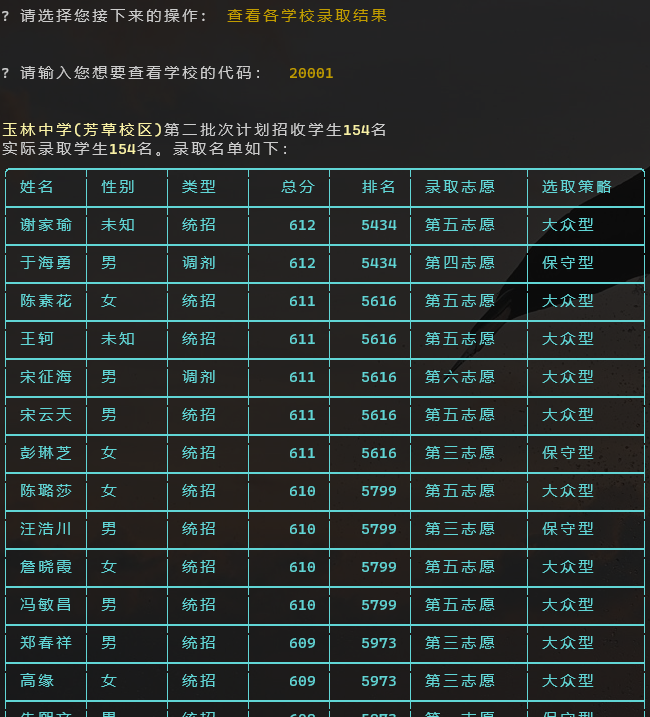 ? 请选择您接下来的操作: 查看各学校录取结果
? 请输入您想要查看学校的代码: 20001
玉林中学(芳草校区)第二批次计划招收学生154名
实际录取学生154名。录取名单如下:
姓名 性别 类型 总分 排名 录取志愿 选取策略
谢家瑜 未知 统招 612 5434 第五志愿 大众型
于海勇 男 调剂 612 5434 第四志愿 保守型
陈素花 女 统招 611 5616 第五志愿 大众型
王轲 未知 统招 611 5616 第五志愿 大众型
宋征海 男 调剂 611 5616 第六志愿 大众型
宋云天 男 统招 611 5616 第五志愿 大众型
彭琳芝 女 统招 611 5616 第三志愿 保守型
陈璐莎 女 统招 610 5799 第五志愿 大众型
汪浩川 男 统招 610 5799 第三志愿 保守型
詹晓霞 女 统招 610 5799 第五志愿 大众型
冯敏昌 男 统招 610 5799 第五志愿 大众型
郑春祥 男 统招 609 5973 第三志愿 大众型
高缘 女 统招 609 5973 第五志愿 大众型